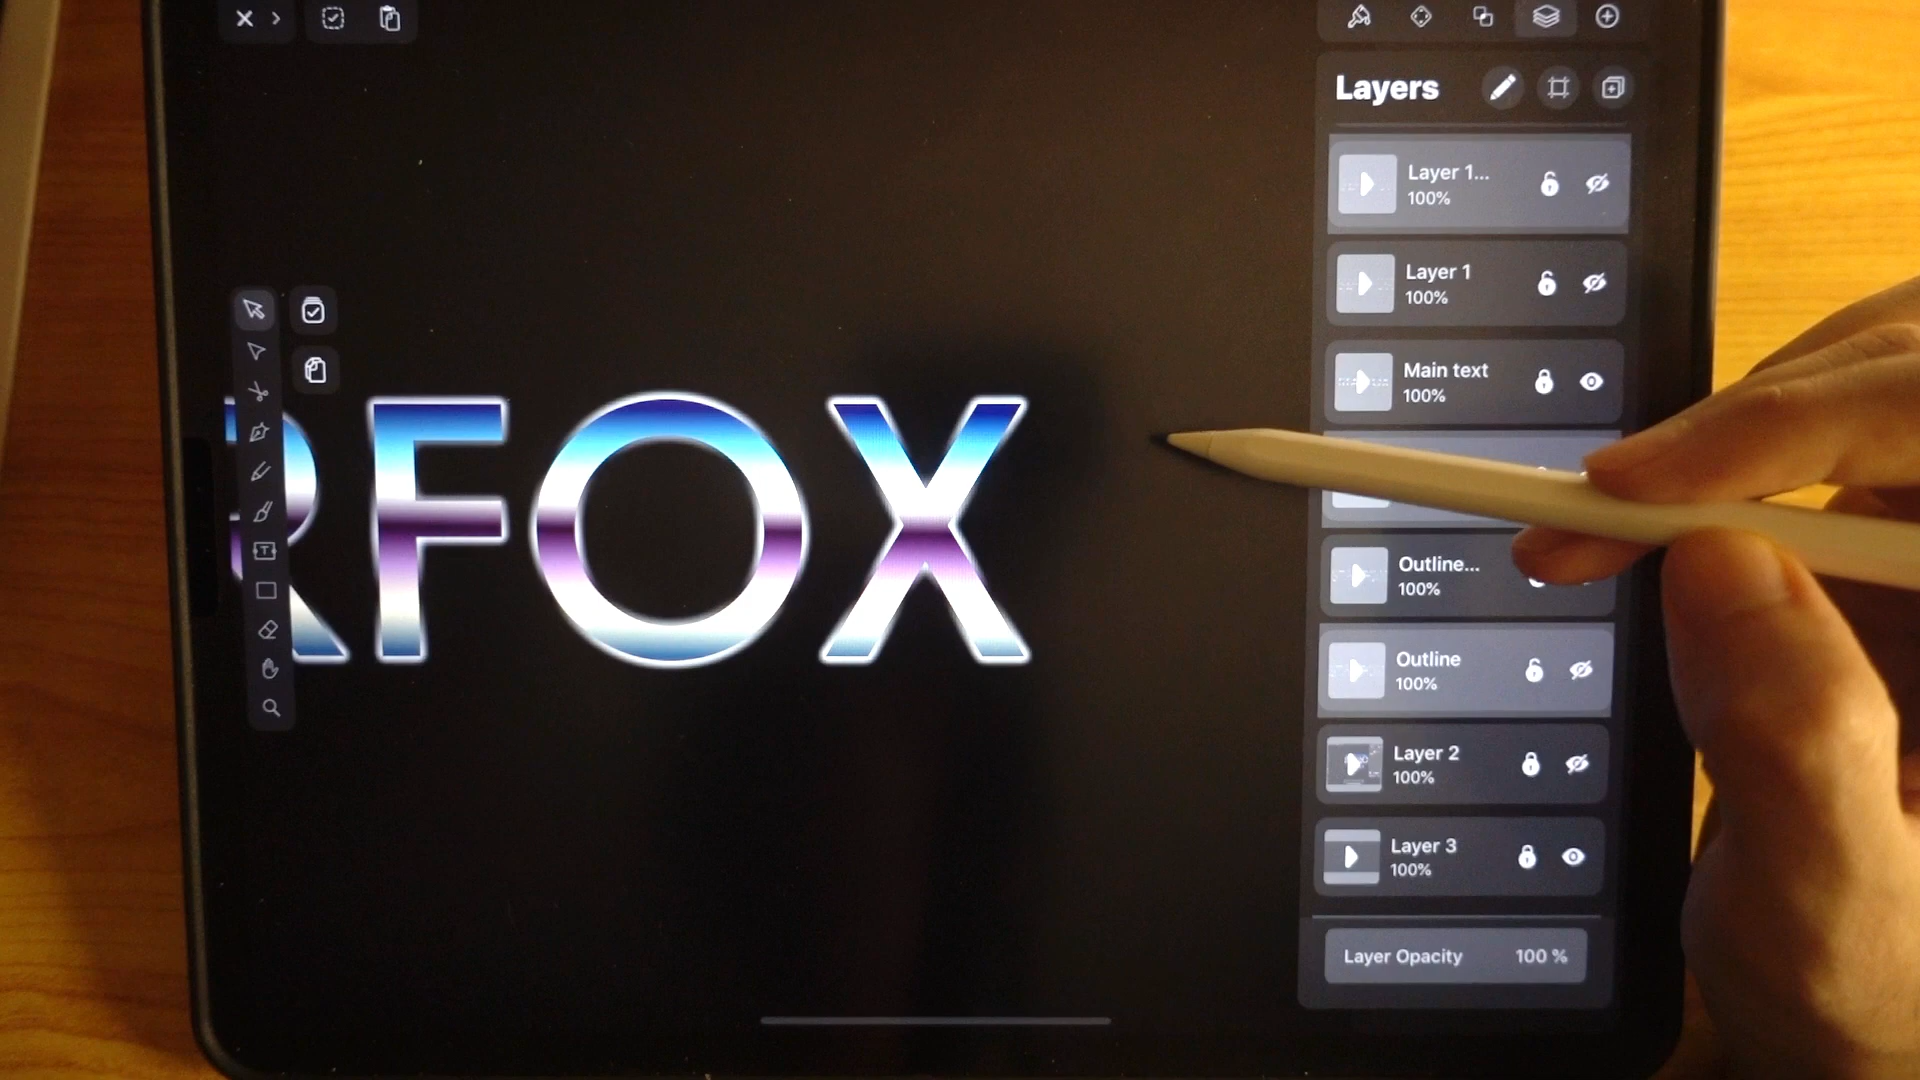 Layers
Layer 1...
100%
Layer 1
100%
Main text
100%
RFOX
Outline...
100%
Outline
100%
Layer 2
100%
Layer 3
100%
Layer Opacity 100 %